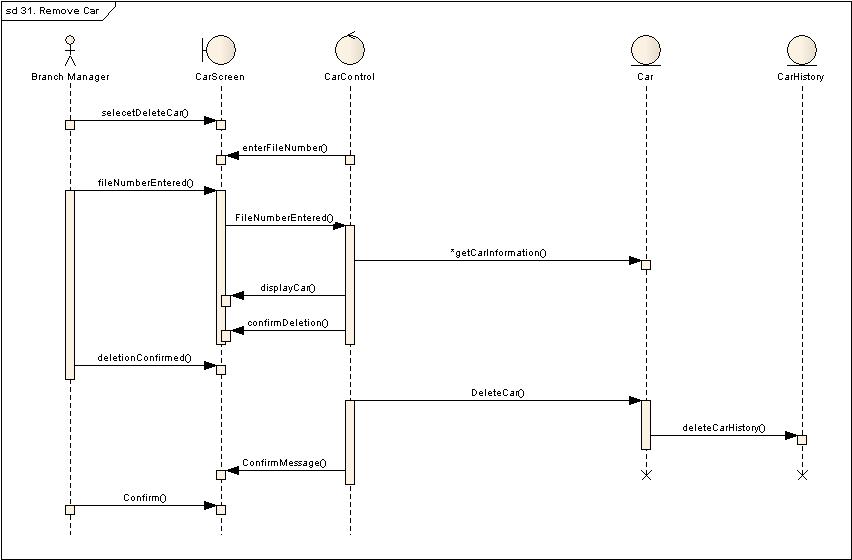 sd 31. Remove Car
Branch Manager
CarScreen
CarControl
Car
CarHistory
selecetDeleteCar()
enterFileNumber()
fileNumberEntered()
FileNumberEntered()
*getCarInformation()
displayCar()
confirmDeletion()
deletionConfirmed()
DeleteCar()
deleteCarHistory()
ConfirmMessage()
Confirm()